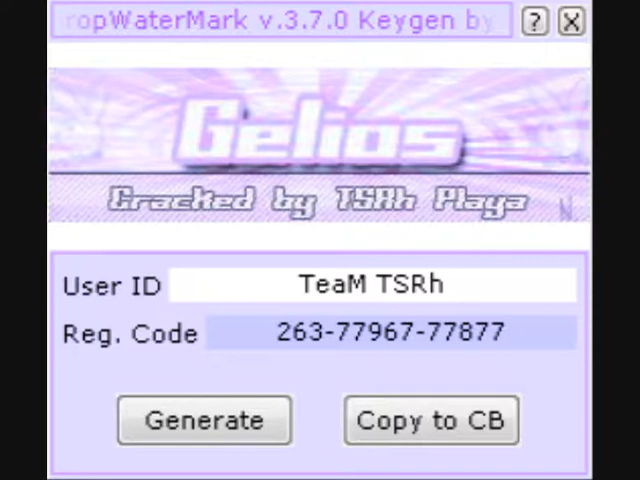 ropWaterMark v.3.7.0 Keygen by
? X
Gelios
Cracked by TSRh Playa
User ID TeaM TSRh
Reg. Code 263-77967-77877
Generate Copy to CB